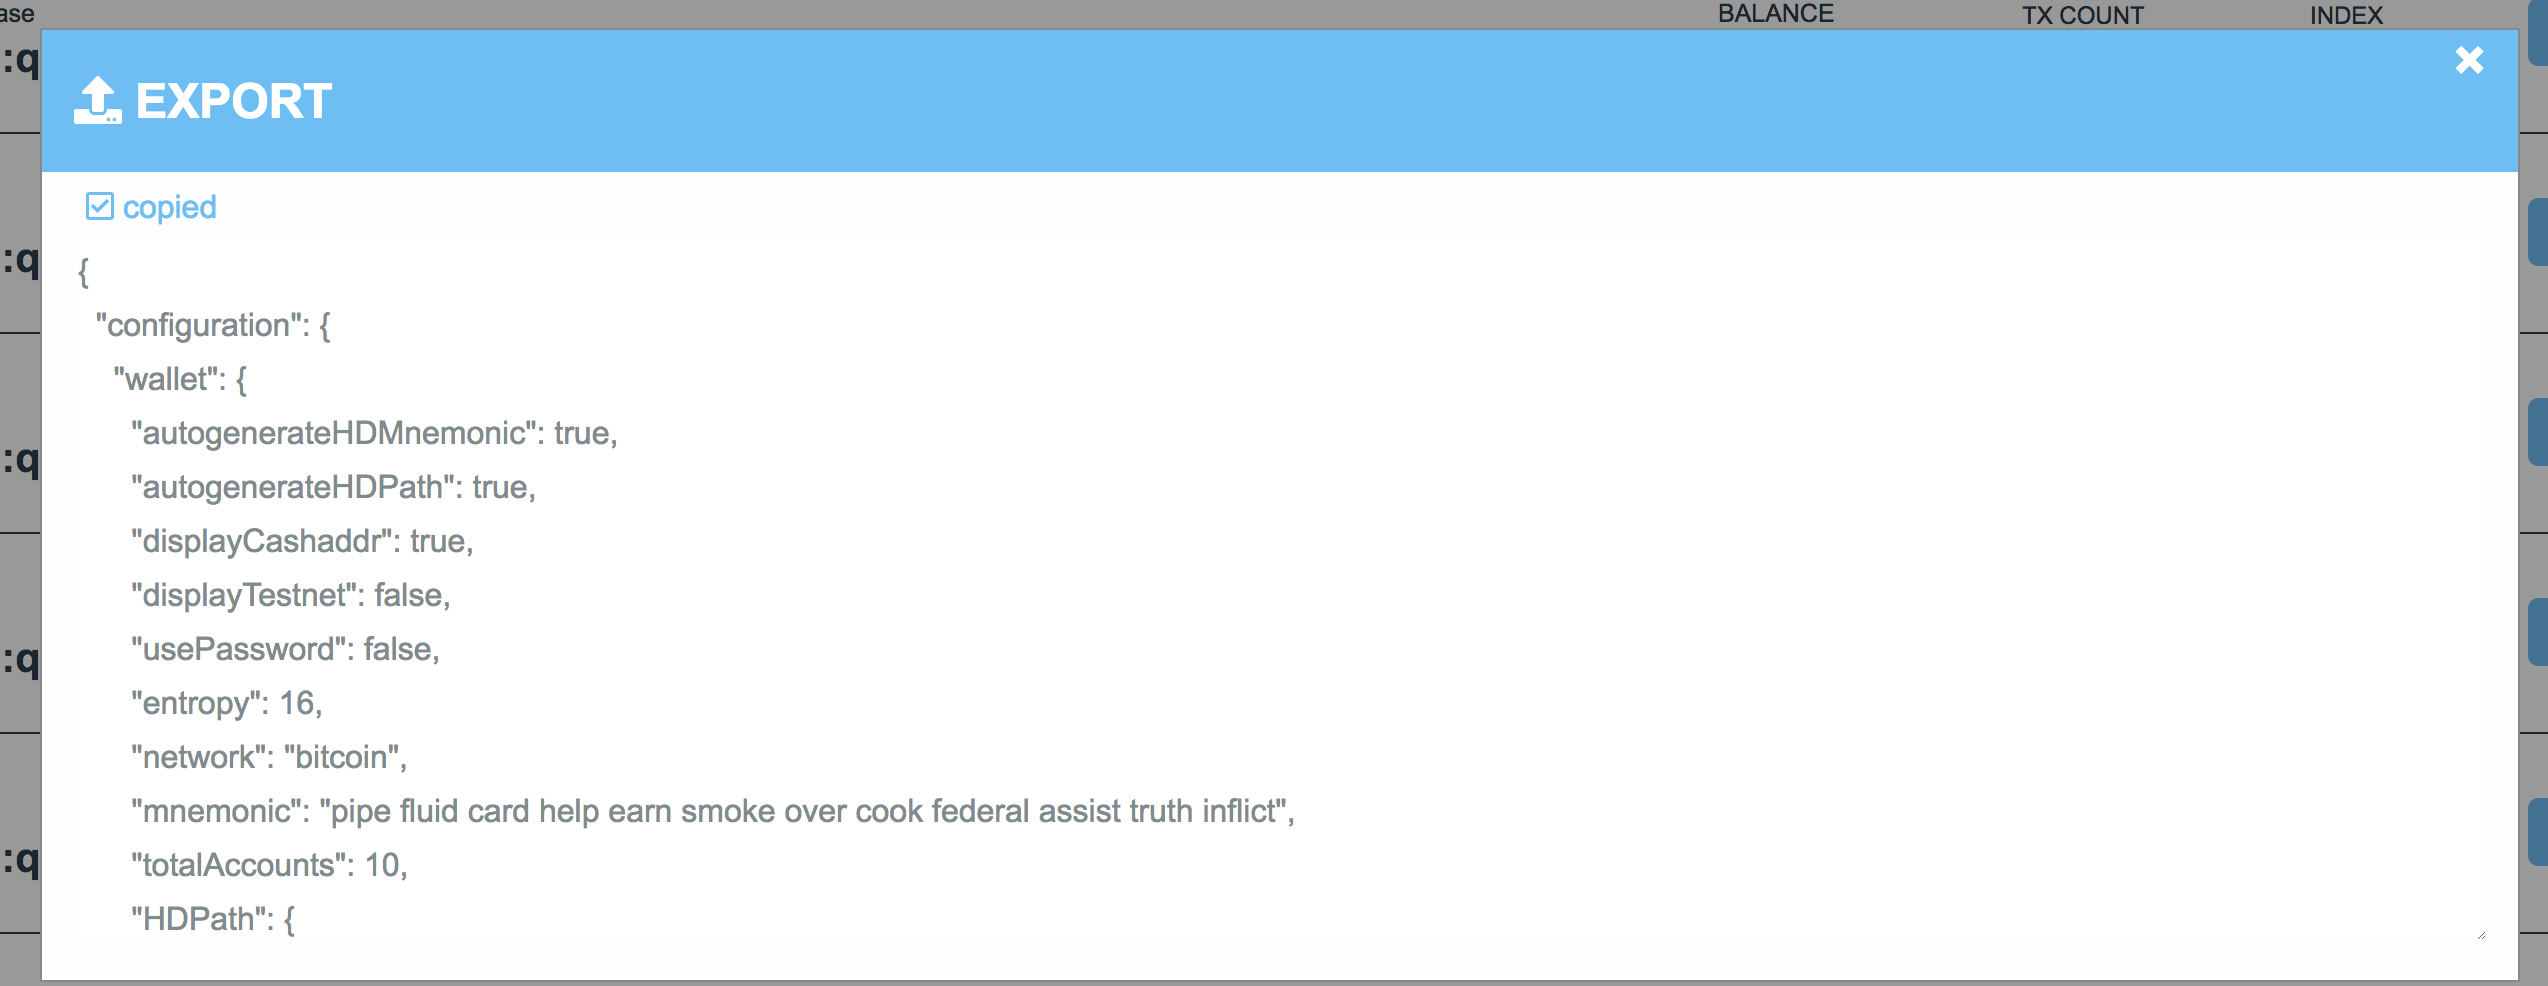 ase BALANCE TX COUNT INDEX
:q
EXPORT
copied
{
:q
"configuration": {
"wallet": {
"autogenerateHDMnemonic": true,
:q
"autogenerateHDPath": true,
"displayCashaddr": true,
"displayTestnet": false,
"usePassword": false,
:q
"entropy": 16,
"network": "bitcoin",
"mnemonic": "pipe fluid card help earn smoke over cook federal assist truth inflict",
"totalAccounts": 10,
:q
"HDPath": {